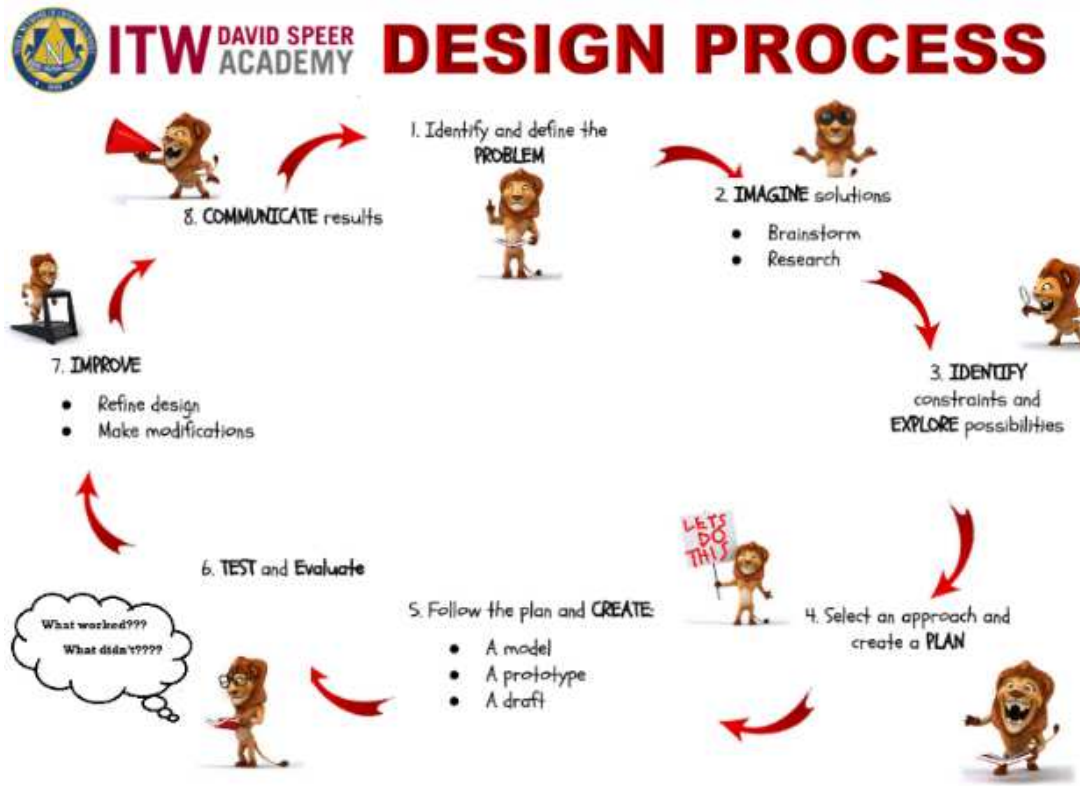 ITW DAVID SPEER
ACADEMY
DESIGN PROCESS
1. Identify and define the
PROBLEM
2. IMAGINE solutions
● Brainstorm
● Research
3. IDENTIFY
constraints and
EXPLORE possibilities
4. Select an approach and
create a PLAN
LETS
DO
THIS
5. Follow the plan and CREATE:
● A model
● A prototype
● A draft
6. TEST and Evaluate
What worked???
What didn't????
7. IMPROVE
● Refine design
● Make modifications
8. COMMUNICATE results